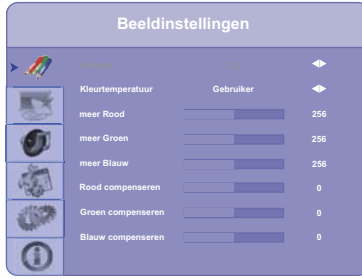 Beeldinstellingen
Kleurtemperatuur Gebruiker
meer Rood 256
meer Groen 256
meer Blauw 256
Rood compenseren 0
Groen compenseren 0
Blauw compenseren 0